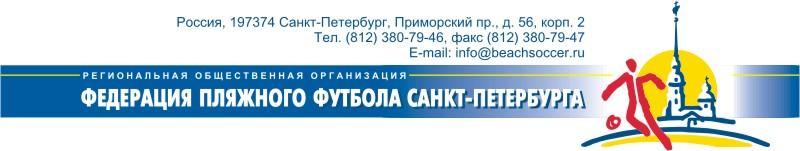 Россия, 197374 Санкт-Петербург, Приморский пр., д. 56, корп. 2
Тел. (812) 380-79-46, факс (812) 380-79-47
E-mail: info@beachsoccer.ru
РЕГИОНАЛЬНАЯ ОБЩЕСТВЕННАЯ ОРГАНИЗАЦИЯ
ФЕДЕРАЦИЯ ПЛЯЖНОГО ФУТБОЛА САНКТ-ПЕТЕРБУРГА